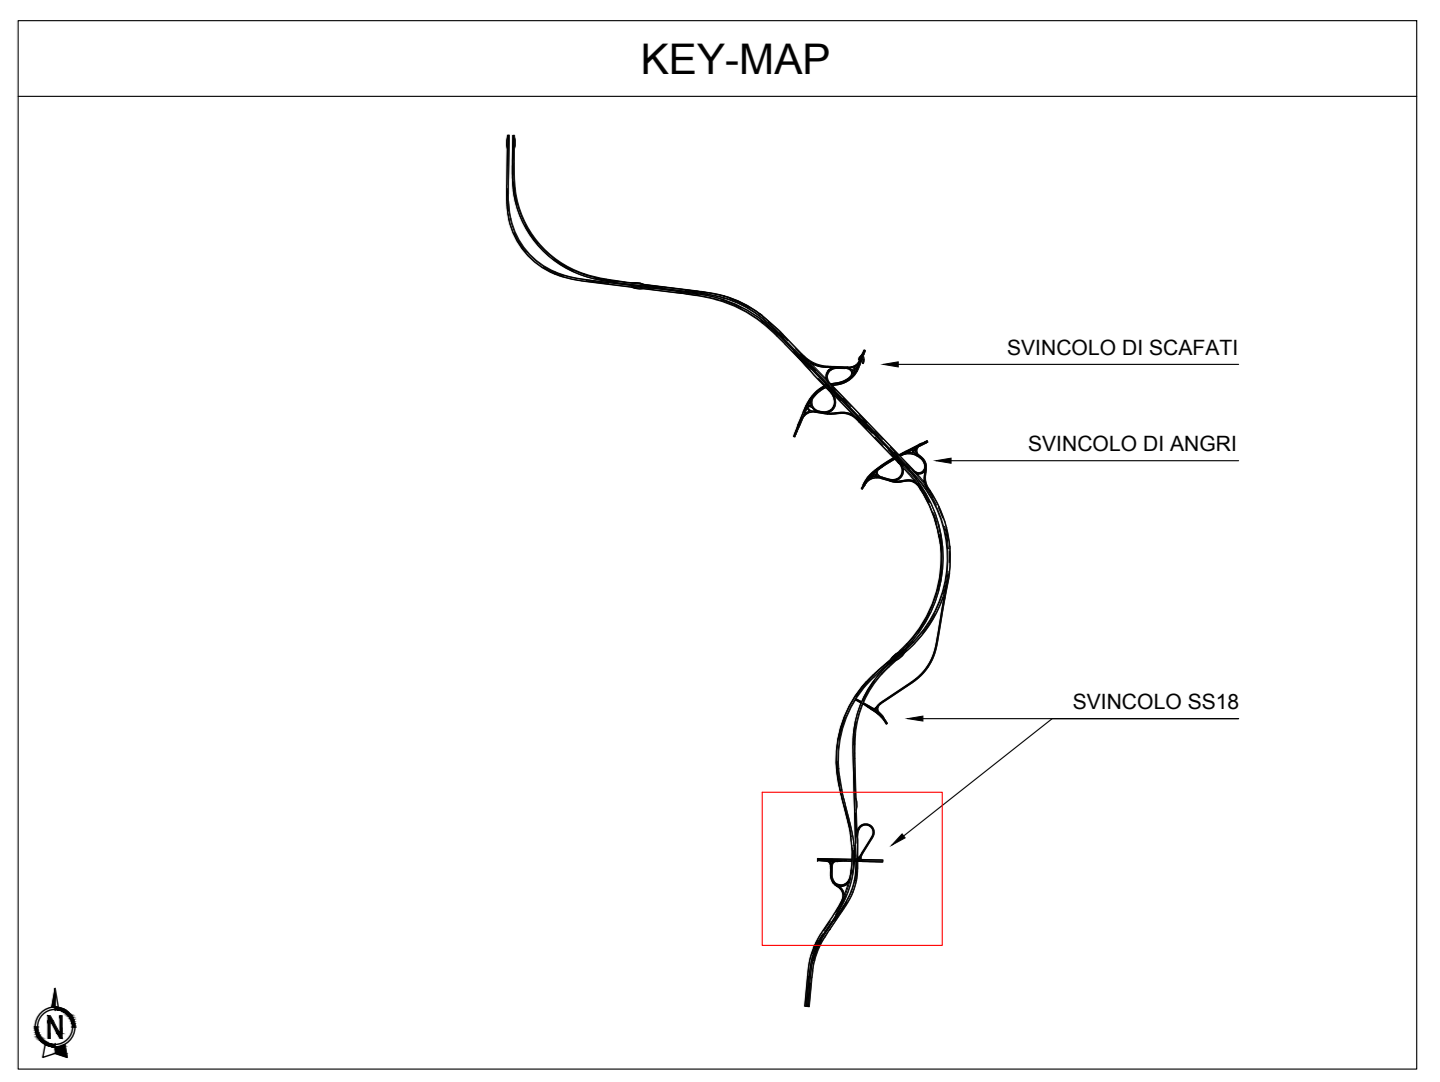 KEY-MAP
SVINCOLO DI SCAFATI
SVINCOLO DI ANGRI
SVINCOLO SS18
N